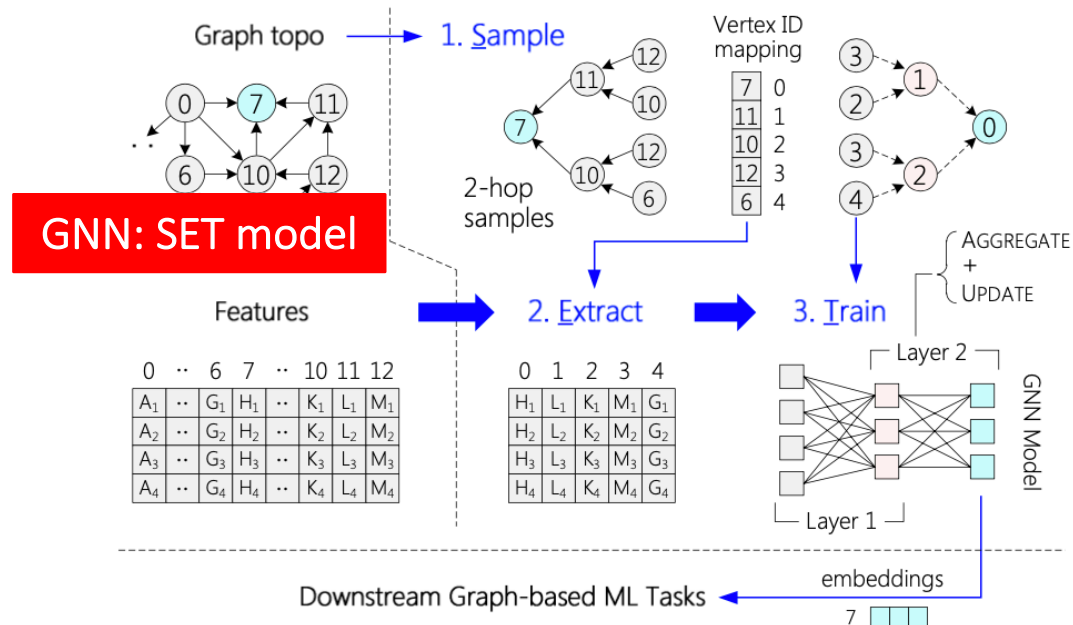 Graph topo
1. Sample
Vertex ID
mapping
0 7 11
6 10 12
··
7
11 12 10
10 12 6
2-hop
samples
7 0
11 1
10 2
12 3
6 4
3
2
1
3
4
2
0
GNN: SET model
AGGREGATE
+
UPDATE
Features
2. Extract
3. Train
0 ·· 6 7 ·· 10 11 12
A1 ·· G1 H1 ·· K1 L1 M1
A2 ·· G2 H2 ·· K2 L2 M2
A3 ·· G3 H3 ·· K3 L3 M3
A4 ·· G4 H4 ·· K4 L4 M4
0 1 2 3 4
H1 L1 K1 M1 G1
H2 L2 K2 M2 G2
H3 L3 K3 M3 G3
H4 L4 K4 M4 G4
Layer 2
GNN Model
Layer 1
Downstream Graph-based ML Tasks
embeddings
7